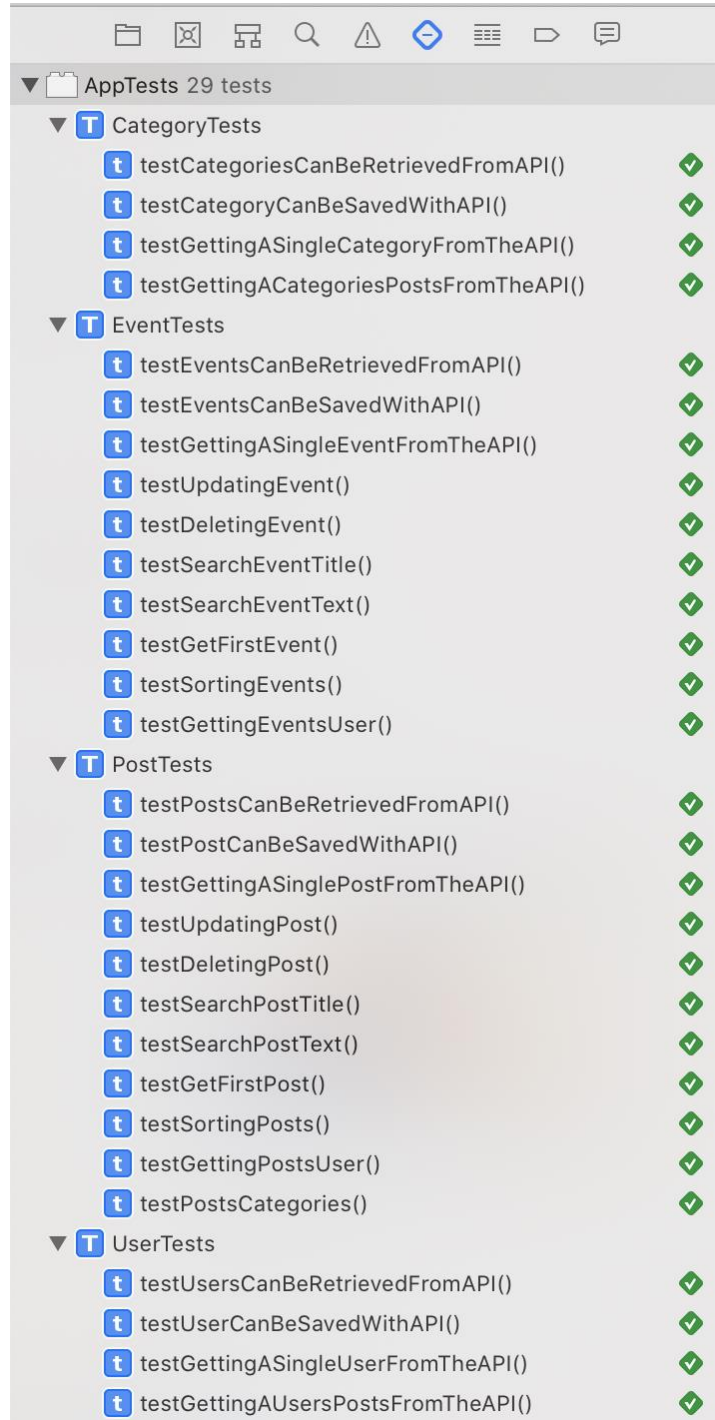 AppTests 29 tests
T CategoryTests
t testCategoriesCanBeRetrievedFromAPI()
t testCategoryCanBeSavedWithAPI()
t testGettingASingleCategoryFromTheAPI()
t testGettingACategoriesPostsFromTheAPI()
T EventTests
t testEventsCanBeRetrievedFromAPI()
t testEventsCanBeSavedWithAPI()
t testGettingASingleEventFromTheAPI()
t testUpdatingEvent()
t testDeletingEvent()
t testSearchEventTitle()
t testSearchEventText()
t testGetFirstEvent()
t testSortingEvents()
t testGettingEventsUser()
T PostTests
t testPostsCanBeRetrievedFromAPI()
t testPostCanBeSavedWithAPI()
t testGettingASinglePostFromTheAPI()
t testUpdatingPost()
t testDeletingPost()
t testSearchPostTitle()
t testSearchPostText()
t testGetFirstPost()
t testSortingPosts()
t testGettingPostsUser()
t testPostsCategories()
T UserTests
t testUsersCanBeRetrievedFromAPI()
t testUserCanBeSavedWithAPI()
t testGettingASingleUserFromTheAPI()
t testGettingAUsersPostsFromTheAPI()